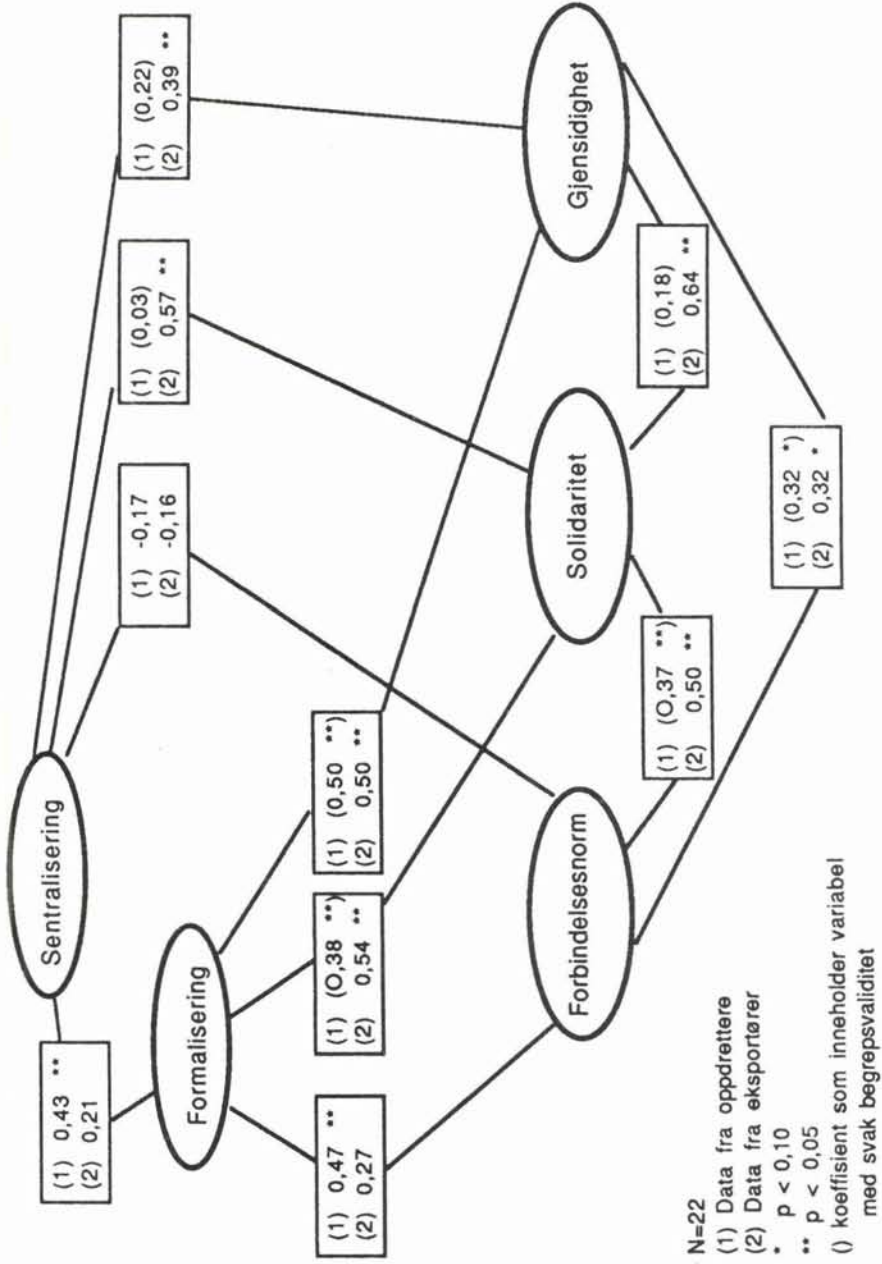 Sentralisering
(1) 0,43 **
(2) 0,21
Formalisering
(1) -0,17
(2) -0,16
(1) (0,03)
(2) 0,57 **
(1) (0,22)
(2) 0,39 **
(1) 0,47 **
(2) 0,27
(1) (O,38 **)
(2) 0,54 **
(1) (0,50 **)
(2) 0,50 **
Forbindelsesnorm
Solidaritet
Gjensidighet
(1) (O,37 **)
(2) 0,50 **
(1) (0,18)
(2) 0,64 **
(1) (0,32 *)
(2) 0,32 *
N=22
(1) Data fra oppdrettere
(2) Data fra eksportører
* p < 0,10
** p < 0,05
() koeffisient som inneholder variabel
med svak begrepsvaliditet